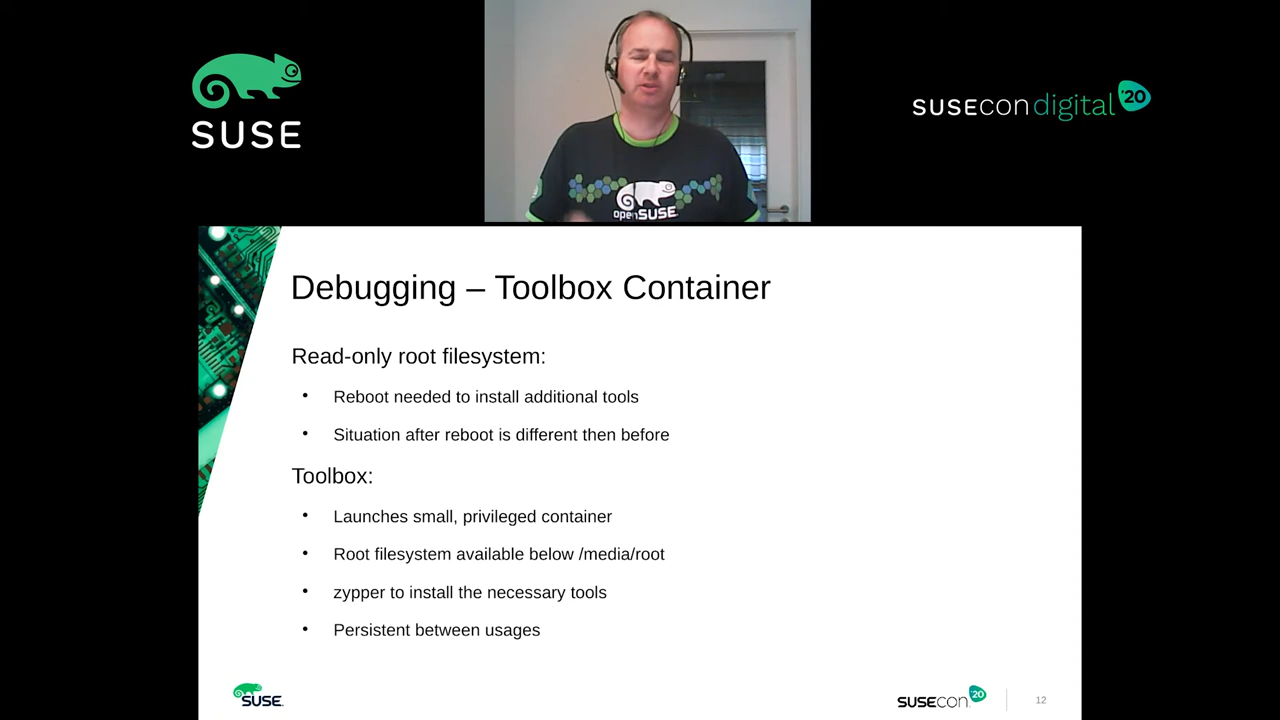 SUSE
SUSECON digital '20
openSUSE
Debugging – Toolbox Container
Read-only root filesystem:
• Reboot needed to install additional tools
• Situation after reboot is different then before
Toolbox:
• Launches small, privileged container
• Root filesystem available below /media/root
• zypper to install the necessary tools
• Persistent between usages
SUSE
SUSECON '20
12